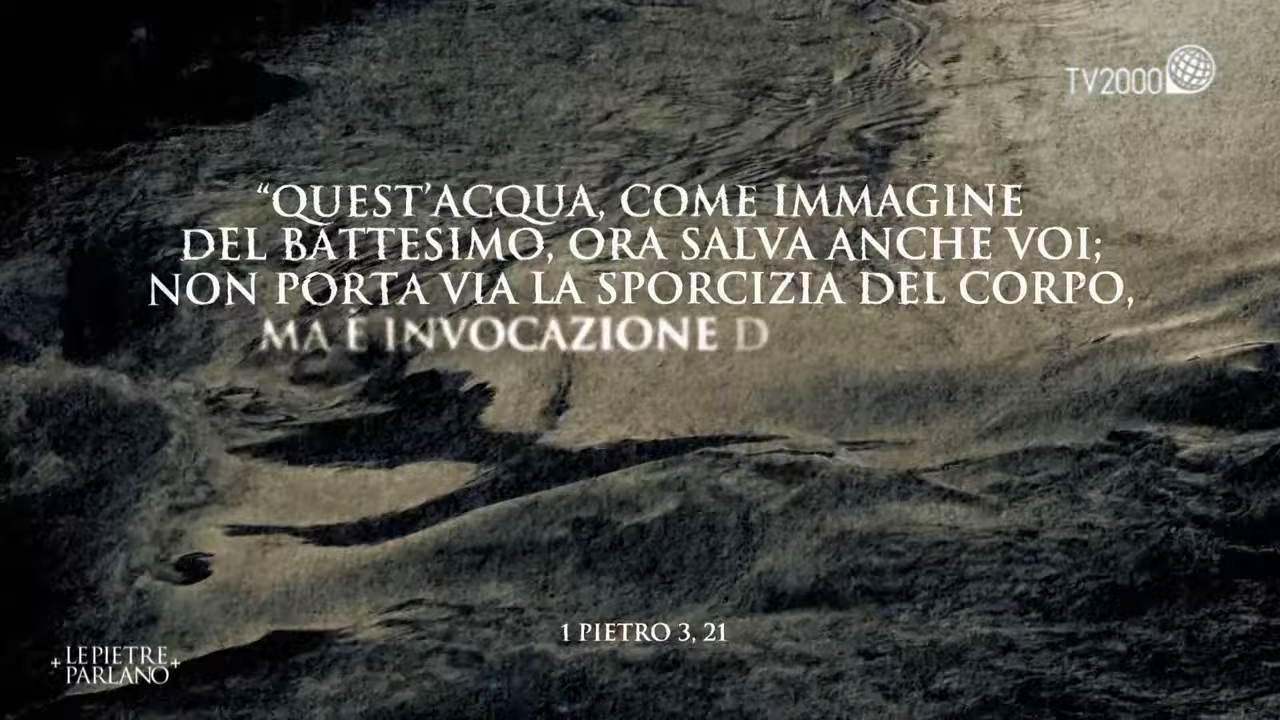 TV2000
“QUEST’ACQUA, COME IMMAGINE
DEL BATTESIMO, ORA SALVA ANCHE VOI;
NON PORTA VIA LA SPORCIZIA DEL CORPO,
MA È INVOCAZIONE D
1 PIETRO 3, 21
+ LE PIETRE +
PARLANO